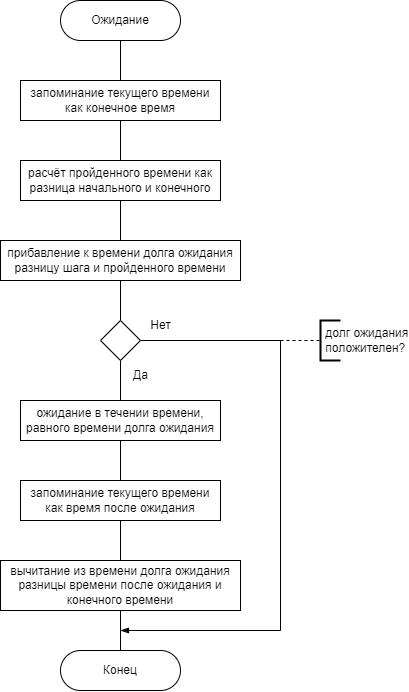 Ожидание
запоминание текущего времени
как конечное время
расчёт пройденного времени как
разница начального и конечного
прибавление к времени долга ожидания
разницу шага и пройденного времени
Нет
долг ожидания
положителен?
Да
ожидание в течении времени,
равного времени долга ожидания
запоминание текущего времени
как время после ожидания
вычитание из времени долга ожидания
разницы времени после ожидания и
конечного времени
Конец